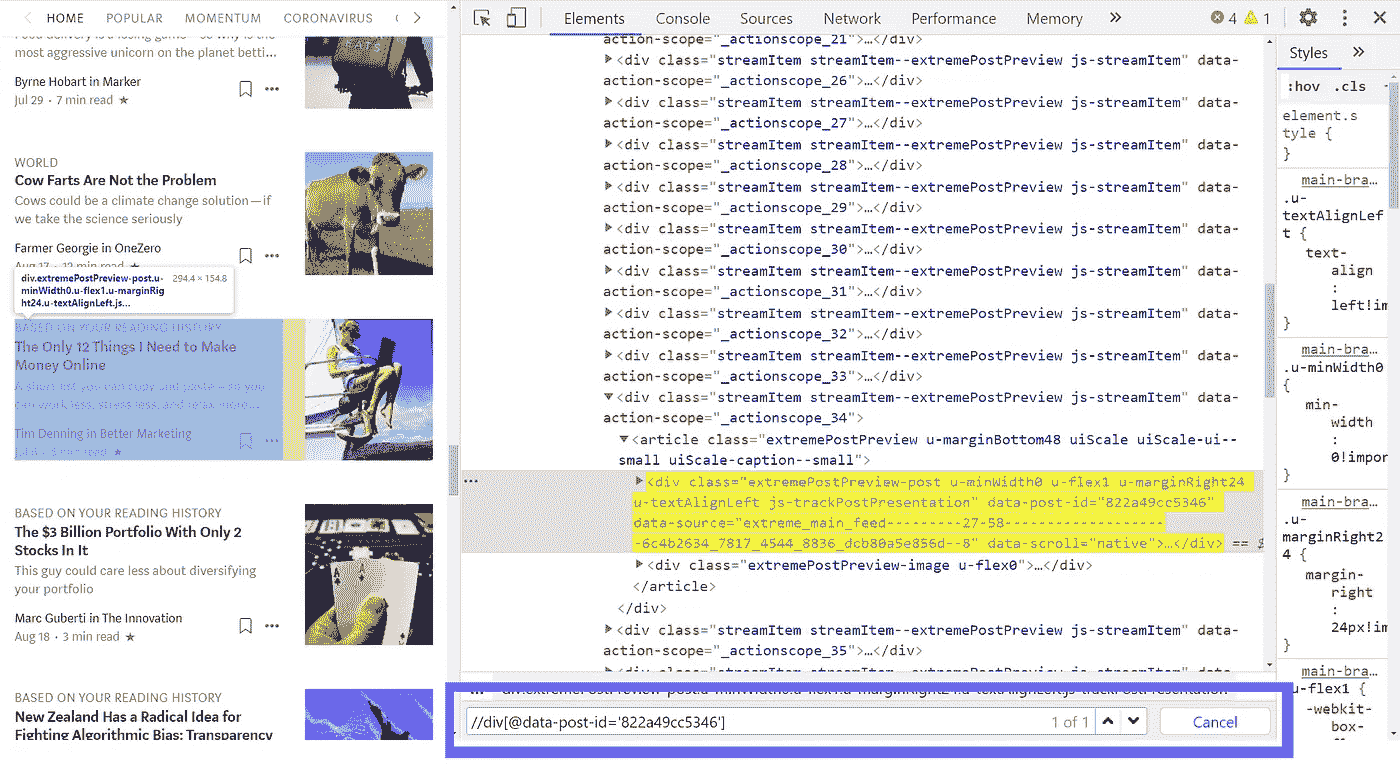 HOME POPULAR MOMENTUM CORONAVIRUS
most aggressive unicorn on the planet betti...
Byrne Hobart in Marker
Jul 29 · 7 min read ★
WORLD
Cow Farts Are Not the Problem
Cows could be a climate change solution — if
we take the science seriously
Farmer Georgie in OneZero
div.extremePostPreview-post.u- 294.4 × 154.8
minWidth0.u-flex1.u-marginRig
ht24.u-textAlignLeft.js...
BASED ON YOUR READING HISTORY
The Only 12 Things I Need to Make
Money Online
A short list you can copy and paste – so you
can work less, stress less, and relax more...
Tim Denning in Better Marketing
BASED ON YOUR READING HISTORY
The $3 Billion Portfolio With Only 2
Stocks In It
This guy could care less about diversifying
your portfolio
Marc Guberti in The Innovation
Aug 18 · 3 min read ★
BASED ON YOUR READING HISTORY
New Zealand Has a Radical Idea for
Fighting Algorithmic Bias: Transparency
Elements Console Sources Network Performance Memory » 4 1
action-scope="_actionscope_21">…</div>
<div class="streamItem streamItem--extremePostPreview js-streamItem" data-
action-scope="_actionscope_26">…</div>
<div class="streamItem streamItem--extremePostPreview js-streamItem" data-
action-scope="_actionscope_27">…</div>
<div class="streamItem streamItem--extremePostPreview js-streamItem" data-
action-scope="_actionscope_28">…</div>
<div class="streamItem streamItem--extremePostPreview js-streamItem" data-
action-scope="_actionscope_29">…</div>
<div class="streamItem streamItem--extremePostPreview js-streamItem" data-
action-scope="_actionscope_30">…</div>
<div class="streamItem streamItem--extremePostPreview js-streamItem" data-
action-scope="_actionscope_31">…</div>
<div class="streamItem streamItem--extremePostPreview js-streamItem" data-
action-scope="_actionscope_32">…</div>
<div class="streamItem streamItem--extremePostPreview js-streamItem" data-
action-scope="_actionscope_33">…</div>
<div class="streamItem streamItem--extremePostPreview js-streamItem" data-
action-scope="_actionscope_34">
<article class="extremePostPreview u-marginBottom48 uiScale uiScale-ui--
small uiScale-caption--small">
<div class="extremePostPreview-post u-minWidth0 u-flex1 u-marginRight24
u-textAlignLeft js-trackPostPresentation" data-post-id="822a49cc5346"
data-source="extreme_main_feed---------27-58-------------------
-6c4b2634_7817_4544_8836_dcb80a5e856d--8" data-scroll="native">…</div> ==
<div class="extremePostPreview-image u-flex0">…</div>
</article>
</div>
<div class="streamItem streamItem--extremePostPreview js-streamItem" data-
action-scope="_actionscope_35">…</div>
//div[@data-post-id='822a49cc5346'] 1 of 1 Cancel
Styles »
:hov .cls
element.s
tyle {
}
main-bra…
.u-
textAlignLef
t {
text-
align
:
left!im
}
main-bra…
.u-minWidth0
{
min-
width
:
0!impor
}
main-bra…
.u-
marginRight2
4 {
margin-
right
:
24px!im
}
main-bra…
u-flex1 {
-webkit-
box-